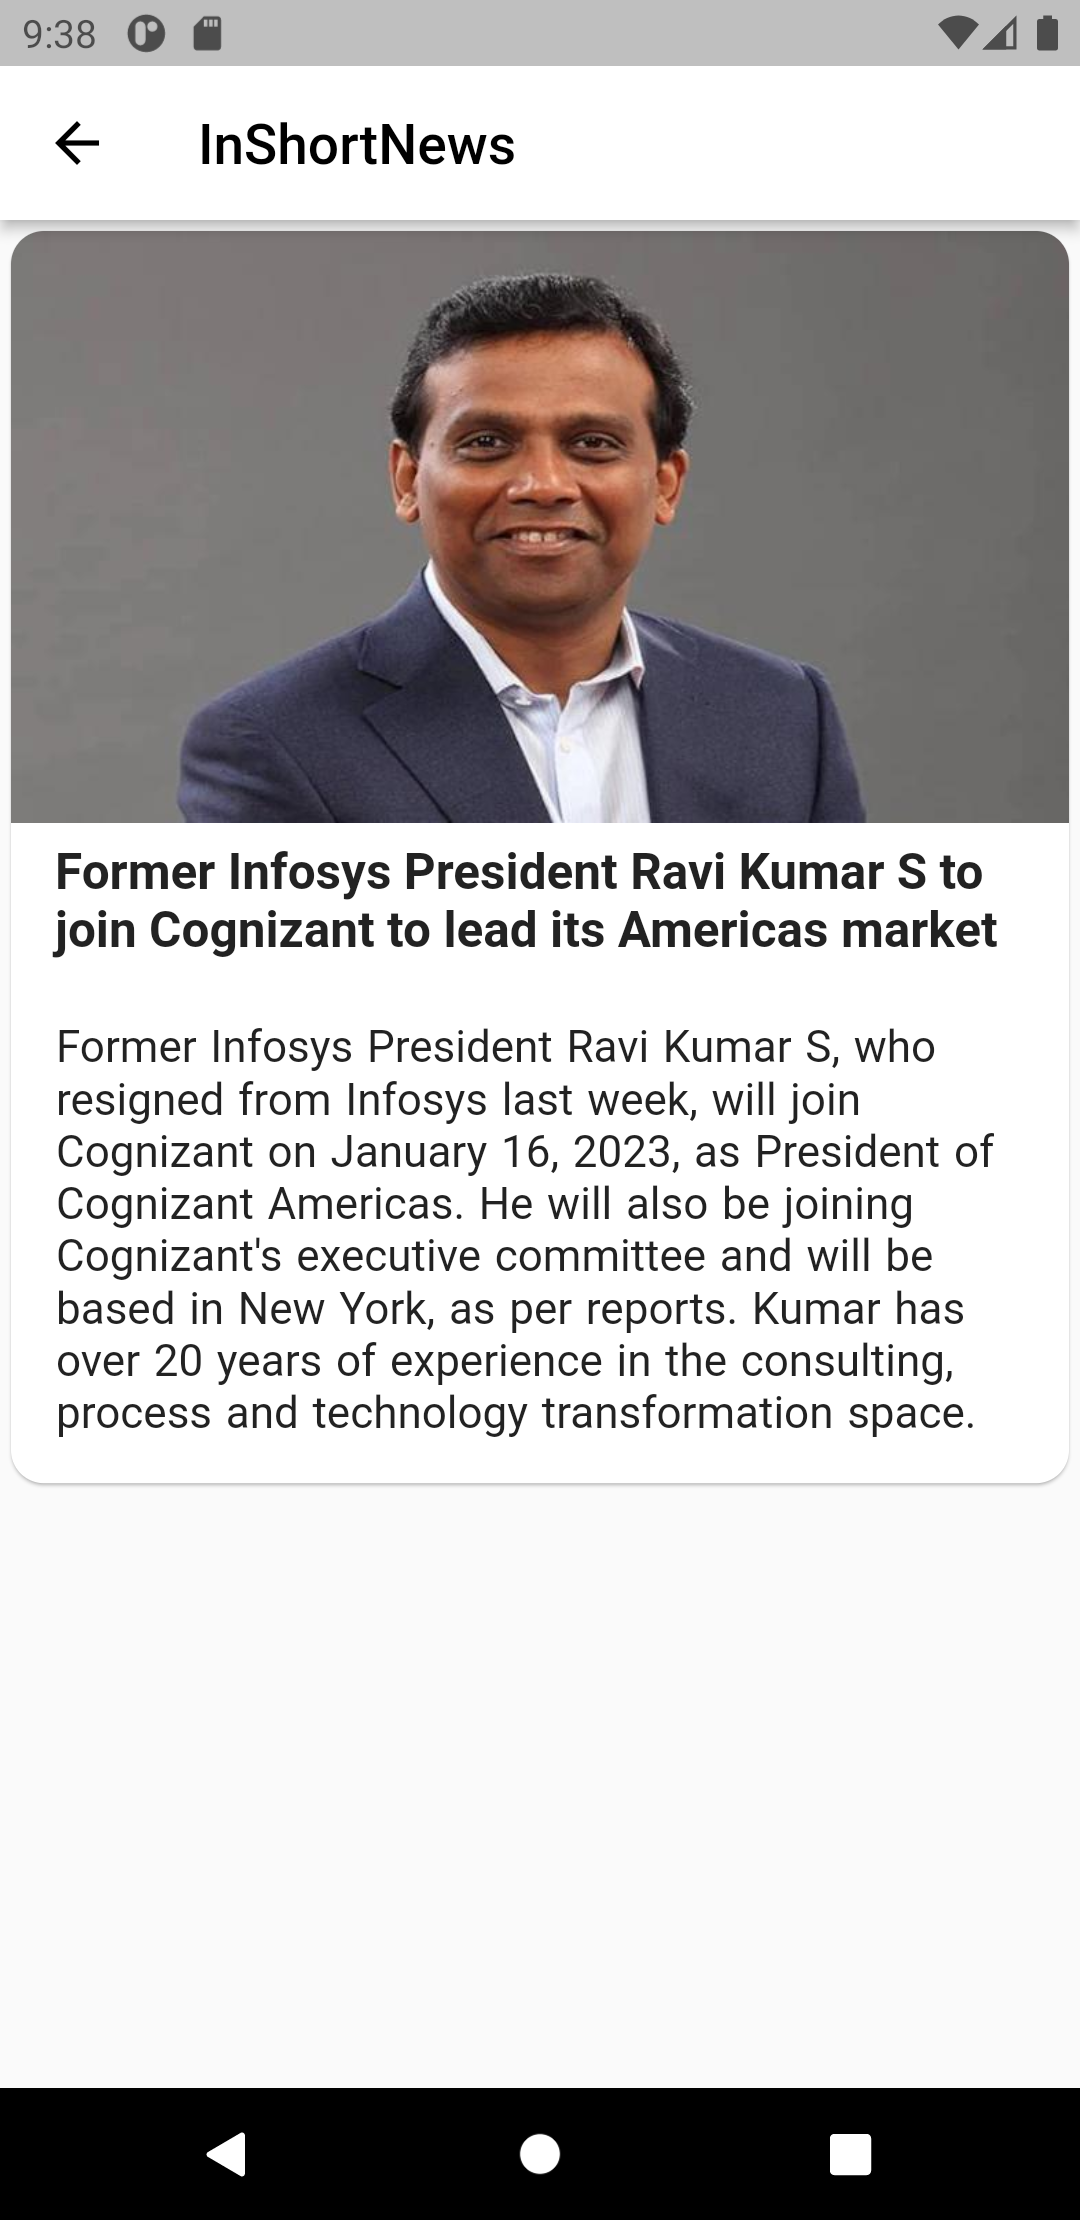 9:38
InShortNews
Former Infosys President Ravi Kumar S to
join Cognizant to lead its Americas market
Former Infosys President Ravi Kumar S, who
resigned from Infosys last week, will join
Cognizant on January 16, 2023, as President of
Cognizant Americas. He will also be joining
Cognizant's executive committee and will be
based in New York, as per reports. Kumar has
over 20 years of experience in the consulting,
process and technology transformation space.